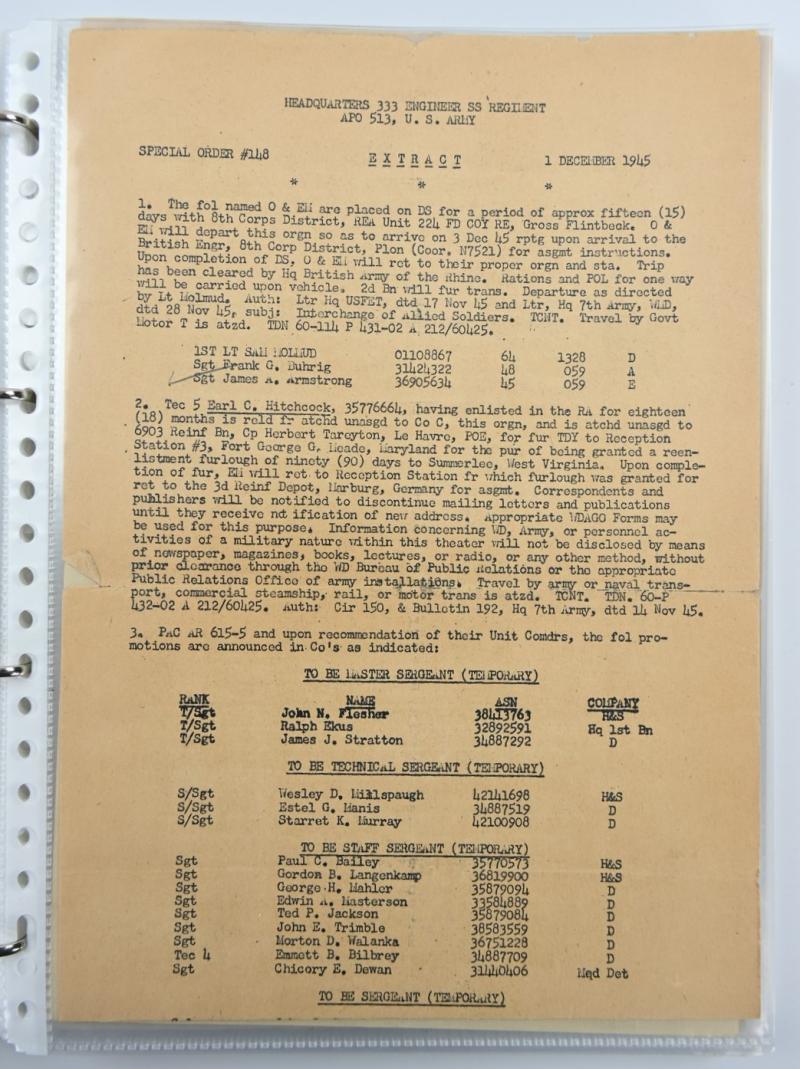 HEADQUARTERS 333 ENGINEER SS REGIMENT
APO 513, U. S. ARMY
SPECIAL ORDER #148 E X T R A C T 1 DECEMBER 1945
* * *
1. The fol named O & EM are placed on DS for a period of approx fifteen (15)
days with 8th Corps District, REA Unit 224 FD COY RE, Gross Flintbeck. O &
EM will depart this orgn so as to arrive on 3 Dec 45 rptg upon arrival to the
British Engr, 8th Corp District, Plon (Coor. N7521) for asgmt instructions.
Upon completion of DS, O & EM will ret to their proper orgn and sta. Trip
has been cleared by Hq British Army of the Rhine. Rations and POL for one way
will be carried upon vehicle. 2d Bn will fur trans. Departure as directed
by Lt Molmud. Auth: Ltr Hq USFET, dtd 17 Nov 45 and Ltr, Hq 7th Army, WMD,
dtd 28 Nov 45, subj: Interchange of Allied Soldiers. TCNT. Travel by Govt
Motor T is atzd. TDN 60-114 P 431-02 A 212/60425.
1ST LT SAM MOLMUD 01108867 64 1328 D
Sgt Frank G. Duhrig 31424322 48 059 A
Sgt James A. Armstrong 36905634 45 059 E
2. Tec 5 Earl C. Hitchcock, 35776664, having enlisted in the RA for eighteen
(18) months is reld fr atchd unasgd to Co C, this orgn, and is atchd unasgd to
6903 Reinf Bn, Cp Herbert Tareyton, Le Havre, POE, for fur TDY to Reception
Station #3, Fort George G. Meade, Maryland for the pur of being granted a reen-
listment furlough of ninety (90) days to Summerlee, West Virginia. Upon comple-
tion of fur, EM will ret to Reception Station fr which furlough was granted for
ret to the 3d Reinf Depot, Marburg, Germany for asgmt. Correspondents and
publishers will be notified to discontinue mailing letters and publications
until they receive not ification of new address. Appropriate WDAGO Forms may
be used for this purpose. Information concerning WD, Army, or personnel ac-
tivities of a military nature within this theater will not be disclosed by means
of newspaper, magazines, books, lectures, or radio, or any other method, without
prior clearance through the WD Bureau of Public Relations or the appropriate
Public Relations Office of army installations. Travel by army or naval trans-
port, commercial steamship, rail, or motor trans is atzd. TCNT. TDN. 60-P
432-02 A 212/60425. Auth: Cir 150, & Bulletin 192, Hq 7th Army, dtd 14 Nov 45.
3. PAC AR 615-5 and upon recommendation of their Unit Comdrs, the fol pro-
motions are announced in Co's as indicated:
TO BE MASTER SERGEANT (TEMPORARY)
RANK NAME ASN COMPANY
T/Sgt John N. Flesher 38413763 H&S
T/Sgt Ralph Ekus 32892591 Hq 1st Bn
T/Sgt James J. Stratton 34887292 D
TO BE TECHNICAL SERGEANT (TEMPORARY)
S/Sgt Wesley D. Millspaugh 42141698 H&S
S/Sgt Estel G. Manis 34887519 D
S/Sgt Starret K. Murray 42100908 D
TO BE STAFF SERGEANT (TEMPORARY)
Sgt Paul C. Bailey 35770573 H&S
Sgt Gordon B. Langenkamp 36819900 H&S
Sgt George H. Mahler 35879094 D
Sgt Edwin A. Masterson 33584889 D
Sgt Ted P. Jackson 35879084 D
Sgt John E. Trimble 38583559 D
Sgt Morton D. Walanka 36751228 D
Tec 4 Emmett B. Bilbrey 34887709 D
Sgt Chicory E. Dewan 31440406 Mqd Det
TO BE SERGEANT (TEMPORARY)